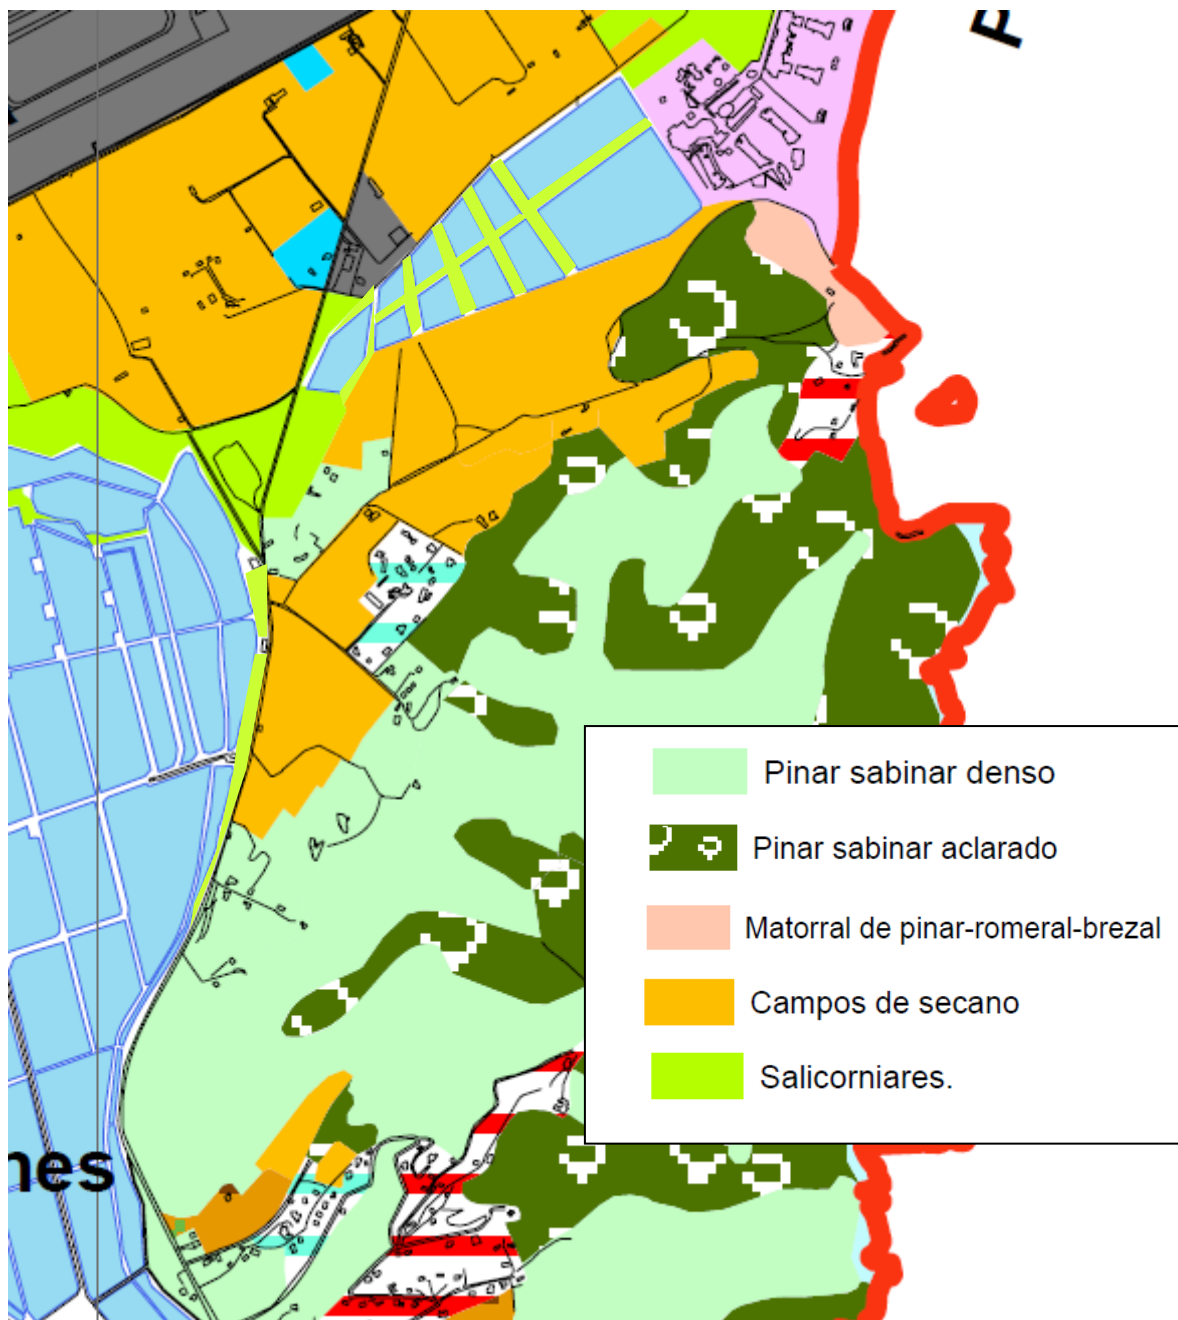 P
Pinar sabinar denso
Pinar sabinar aclarado
Matorral de pinar-romeral-brezal
Campos de secano
Salicorniares.
nes